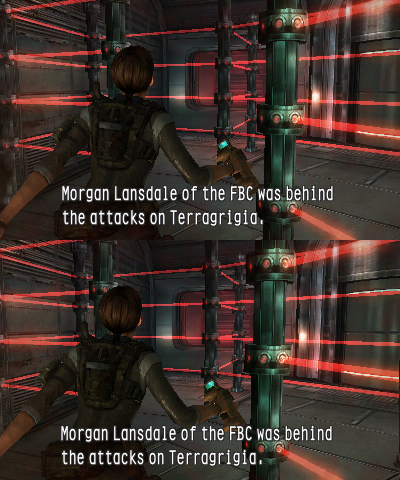 Morgan Lansdale of the FBC was behind
the attacks on Terragrigia.
Morgan Lansdale of the FBC was behind
the attacks on Terragrigia.